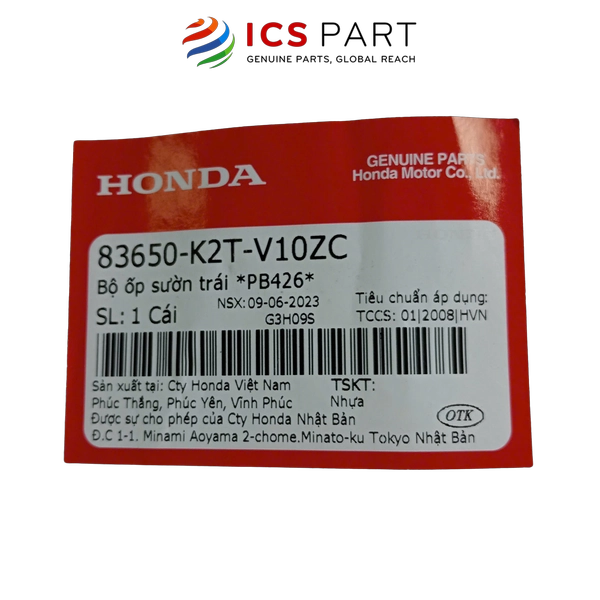 ICS PART
GENUINE PARTS, GLOBAL REACH
HONDA
GENUINE PARTS
Honda Motor Co., Ltd.
83650-K2T-V10ZC
Bộ ốp sườn trái *PB426*
NSX: 09-06-2023
Tiêu chuẩn áp dụng:
SL: 1 Cái
G3H09S
TCCS: 01|2008|HVN
Sản xuất tại: Cty Honda Việt Nam
TSKT:
Phúc Thắng, Phúc Yên, Vĩnh Phúc
Nhựa
Được sự cho phép của Cty Honda Nhật Bản
OTK
Đ.C 1-1. Minami Aoyama 2-chome.Minato-ku Tokyo Nhật Bản